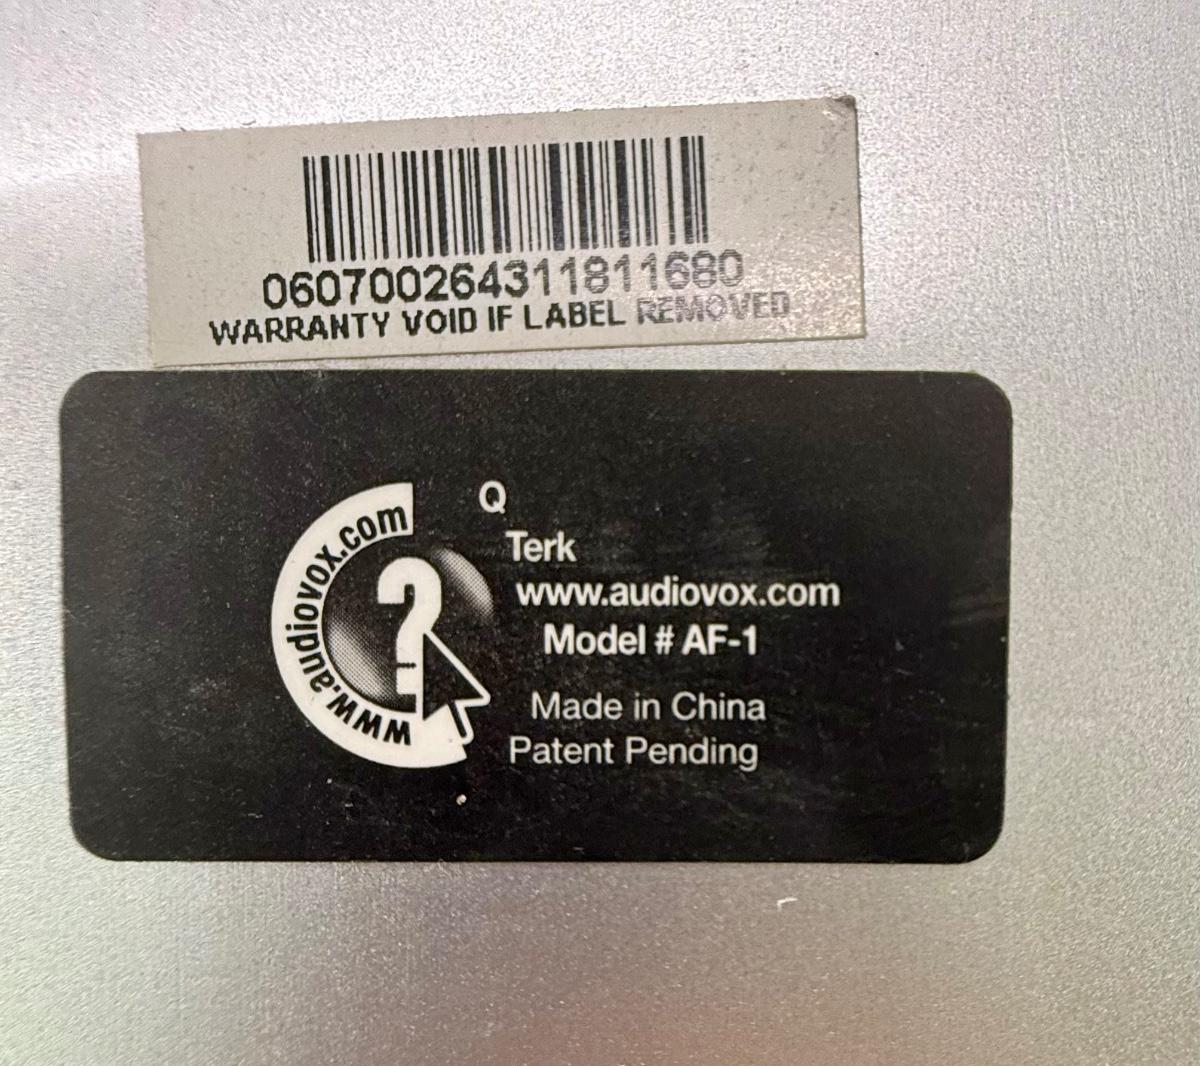 060700264311811680
WARRANTY VOID IF LABEL REMOVED
www.audiovox.com
?
Q
Terk
www.audiovox.com
Model # AF-1
Made in China
Patent Pending